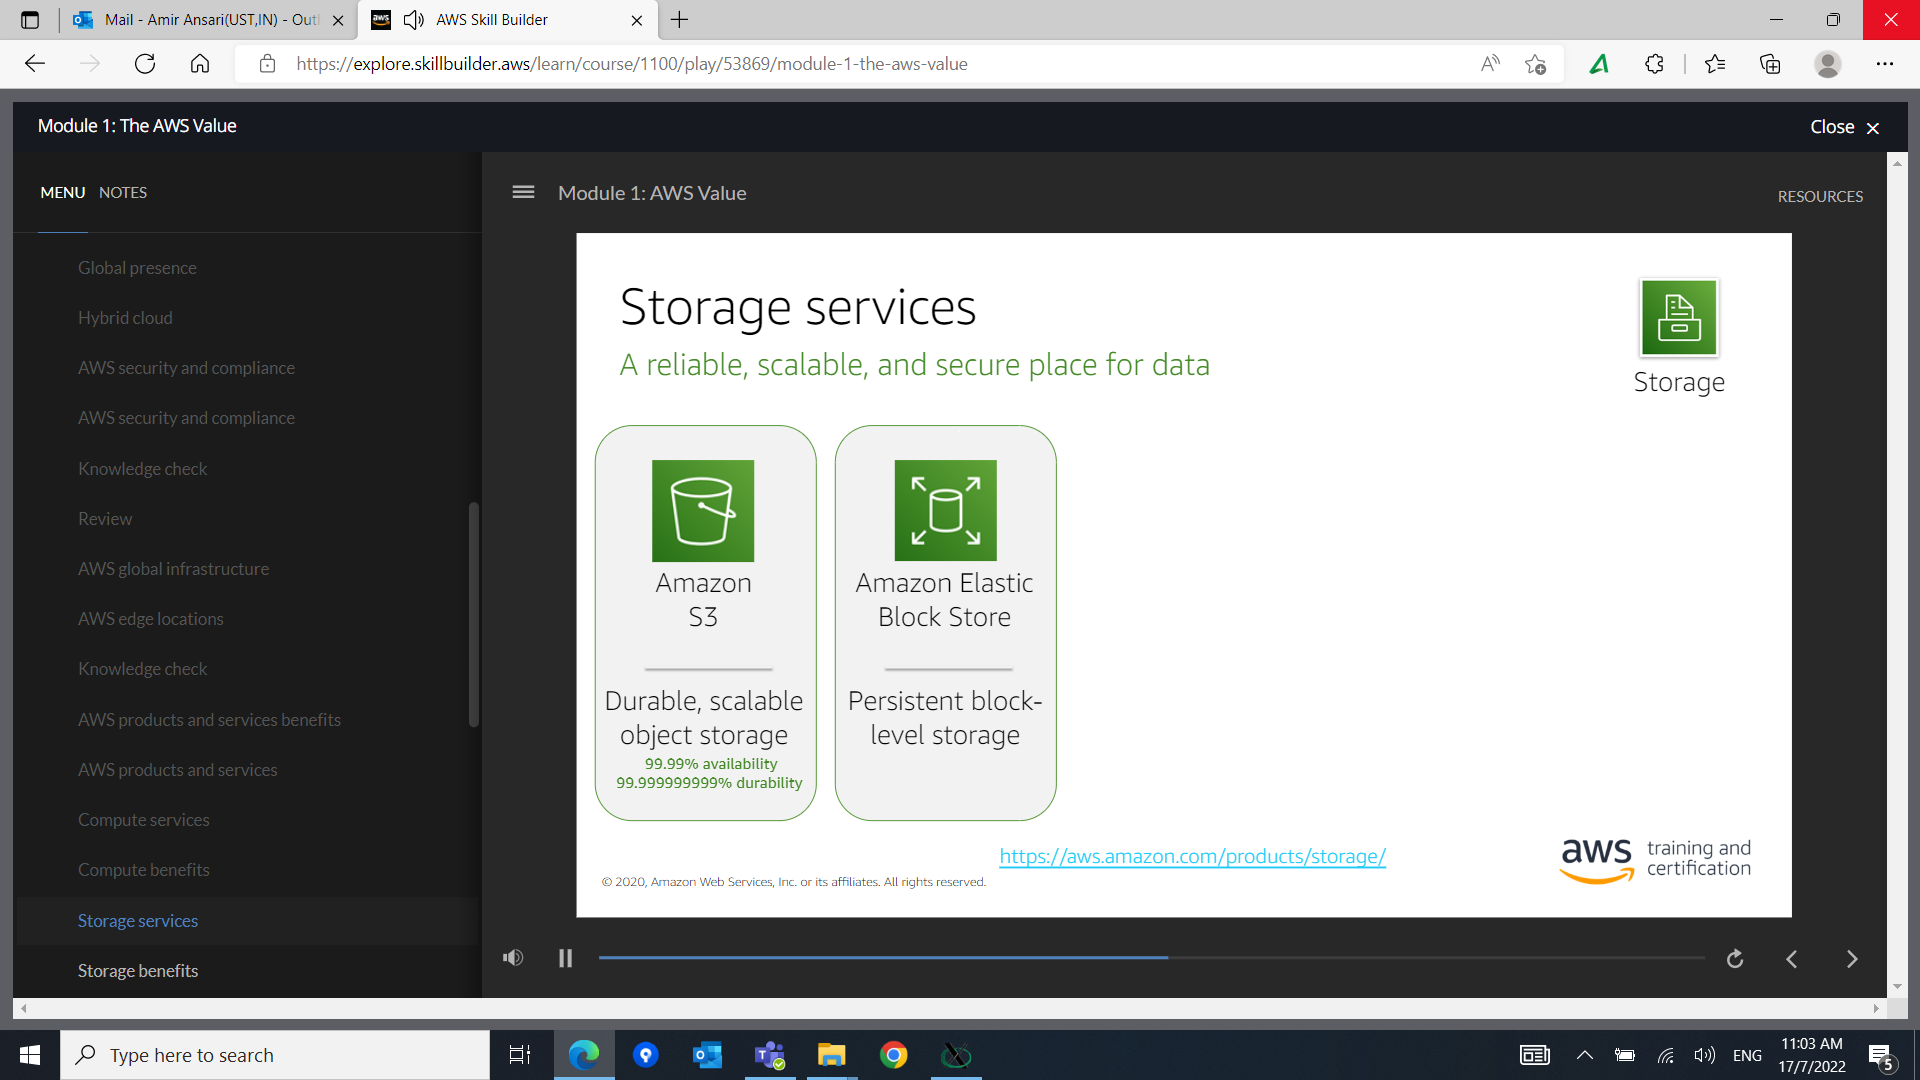 Mail - Amir Ansari(UST,IN) - Outl
aws
AWS Skill Builder
https://explore.skillbuilder.aws/learn/course/1100/play/53869/module-1-the-aws-value
Module 1: The AWS Value
Close
MENU
NOTES
Module 1: AWS Value
RESOURCES
Global presence
Hybrid cloud
AWS security and compliance
AWS security and compliance
Knowledge check
Review
AWS global infrastructure
AWS edge locations
Knowledge check
AWS products and services benefits
AWS products and services
Compute services
Compute benefits
Storage services
Storage benefits
Storage services
A reliable, scalable, and secure place for data
Storage
Amazon
S3
Durable, scalable
object storage
99.99% availability
99.999999999% durability
Amazon Elastic
Block Store
Persistent block-
level storage
https://aws.amazon.com/products/storage/
© 2020, Amazon Web Services, Inc. or its affiliates. All rights reserved.
aws
training and
certification
Type here to search
ENG
11:03 AM
17/7/2022
5